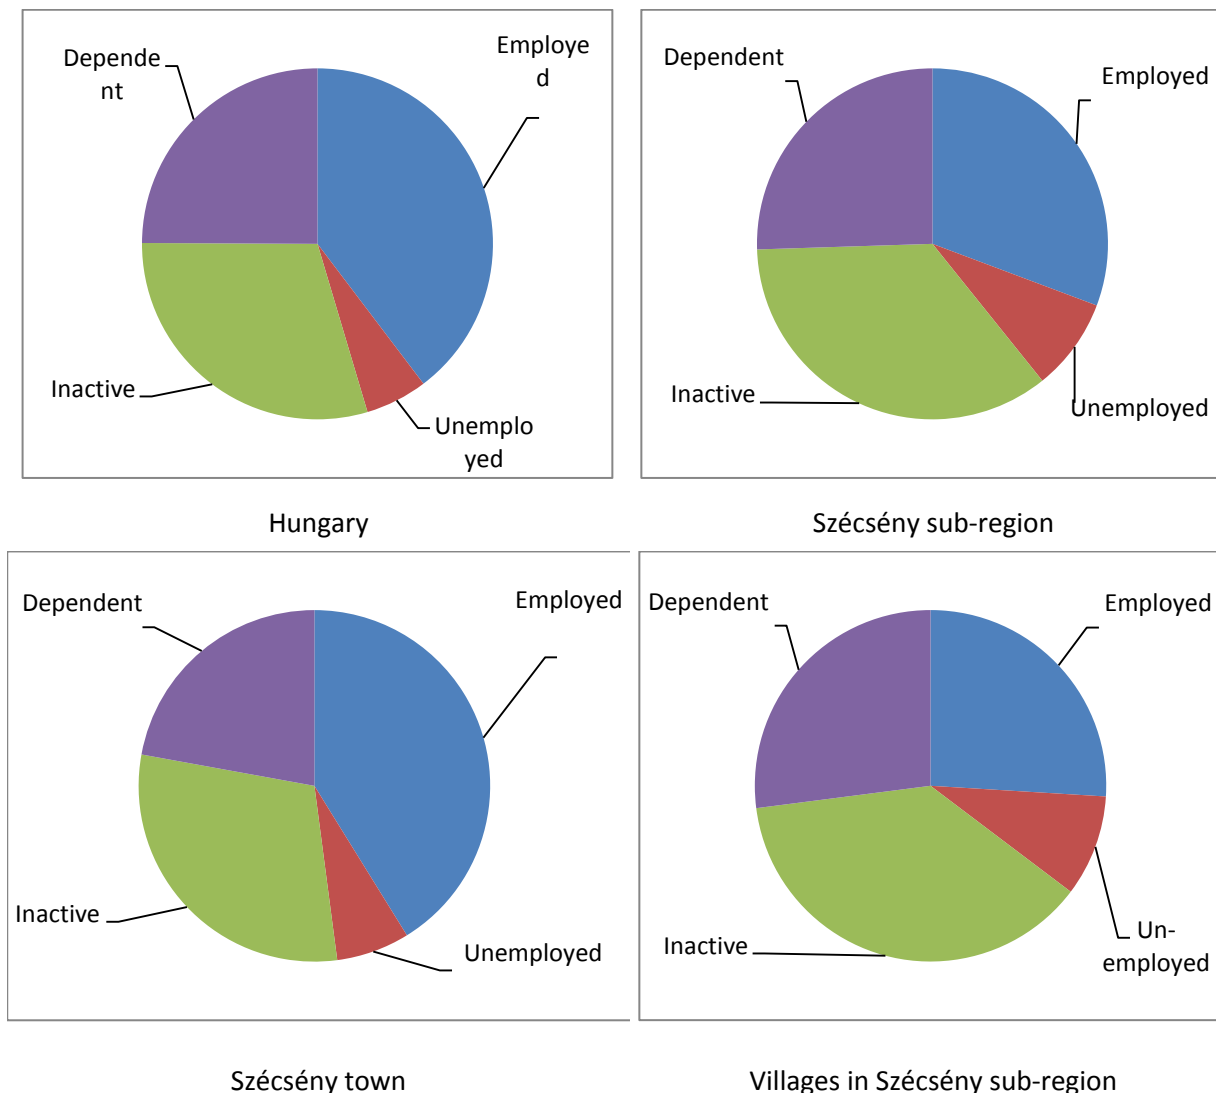 Depende
nt
Employe
d
Inactive
Unemplo
yed
Hungary
Dependent
Employed
Inactive
Unemployed
Szécsény sub-region
Dependent
Employed
Inactive
Unemployed
Szécsény town
Dependent
Employed
Inactive
Un-
employed
Villages in Szécsény sub-region